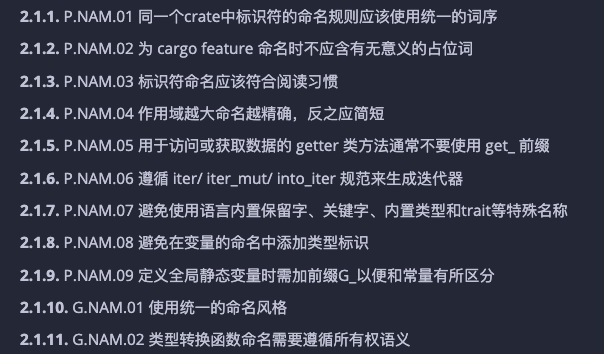 2.1.1. P.NAM.01 同一个crate中标识符的命名规则应该使用统一的词序
2.1.2. P.NAM.02 为 cargo feature 命名时不应含有无意义的占位词
2.1.3. P.NAM.03 标识符命名应该符合阅读习惯
2.1.4. P.NAM.04 作用域越大命名越精确，反之应简短
2.1.5. P.NAM.05 用于访问或获取数据的 getter 类方法通常不要使用 get_ 前缀
2.1.6. P.NAM.06 遵循 iter/ iter_mut/ into_iter 规范来生成迭代器
2.1.7. P.NAM.07 避免使用语言内置保留字、关键字、内置类型和trait等特殊名称
2.1.8. P.NAM.08 避免在变量的命名中添加类型标识
2.1.9. P.NAM.09 定义全局静态变量时需加前缀G_以便和常量有所区分
2.1.10. G.NAM.01 使用统一的命名风格
2.1.11. G.NAM.02 类型转换函数命名需要遵循所有权语义